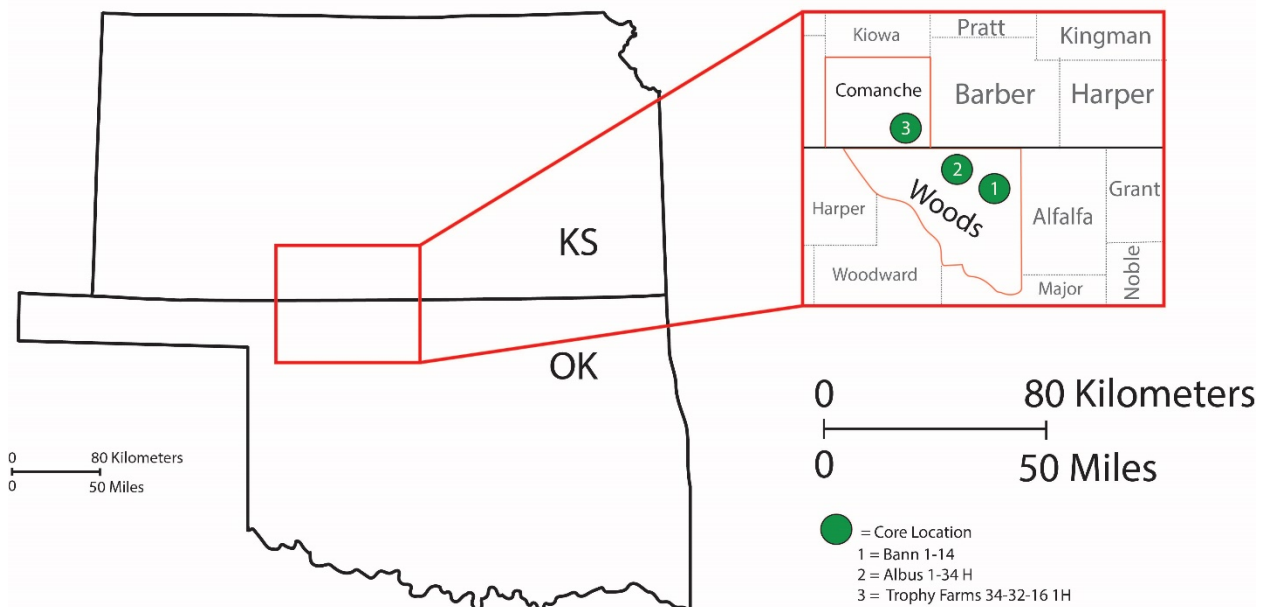 KS
OK
0 80 Kilometers
0 50 Miles
Kiowa
Pratt
Kingman
Comanche
Barber
Harper
3
2
1
Woods
Harper
Alfalfa
Grant
Woodward
Major
Noble
0 80 Kilometers
0 50 Miles
= Core Location
1 = Bann 1-14
2 = Albus 1-34 H
3 = Trophy Farms 34-32-16 1H